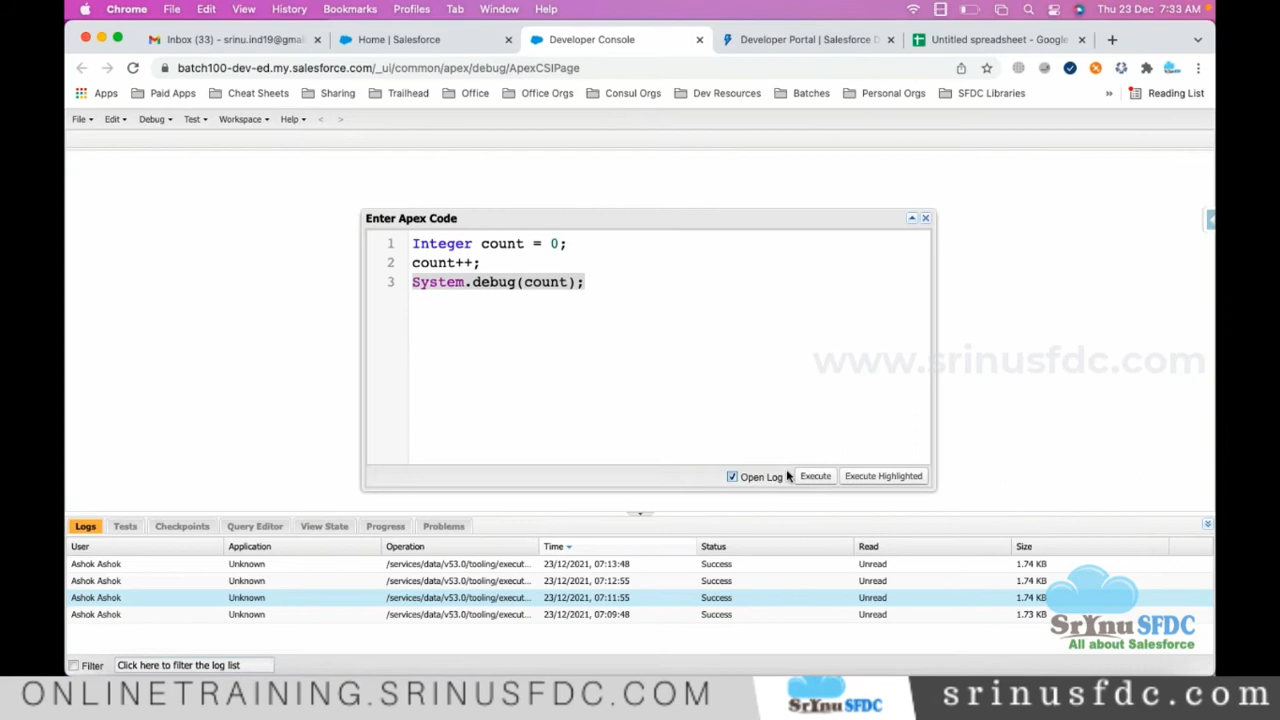 Chrome File Edit View History Bookmarks Profiles Tab Window Help Thu 23 Dec 7:33 AM
Inbox (33) - srinu.ind19@gmai Home | Salesforce Developer Console Developer Portal | Salesforce D Untitled spreadsheet - Google
batch100-dev-ed.my.salesforce.com/_ui/common/apex/debug/ApexCSIPage
Apps Paid Apps Cheat Sheets Sharing Trailhead Office Office Orgs Consul Orgs Dev Resources Batches Personal Orgs SFDC Libraries » Reading List
File Edit Debug Test Workspace Help < >
Enter Apex Code
1 Integer count = 0;
2 count++;
3 System.debug(count);
www.srinusfdc.com
Open Log Execute Execute Highlighted
Logs Tests Checkpoints Query Editor View State Progress Problems
User Application Operation Time Status Read Size
Ashok Ashok Unknown /services/data/v53.0/tooling/execut... 23/12/2021, 07:13:48 Success Unread 1.74 KB
Ashok Ashok Unknown /services/data/v53.0/tooling/execut... 23/12/2021, 07:12:55 Success Unread 1.74 KB
Ashok Ashok Unknown /services/data/v53.0/tooling/execut... 23/12/2021, 07:11:55 Success Unread 1.74 KB
Ashok Ashok Unknown /services/data/v53.0/tooling/execut... 23/12/2021, 07:09:48 Success Unread 1.73 KB
SrYnu SFDC
All about Salesforce
Filter Click here to filter the log list
ONLINETRAINING.SRINUSFDC.COM SrYnu SFDC srinusfdc.com